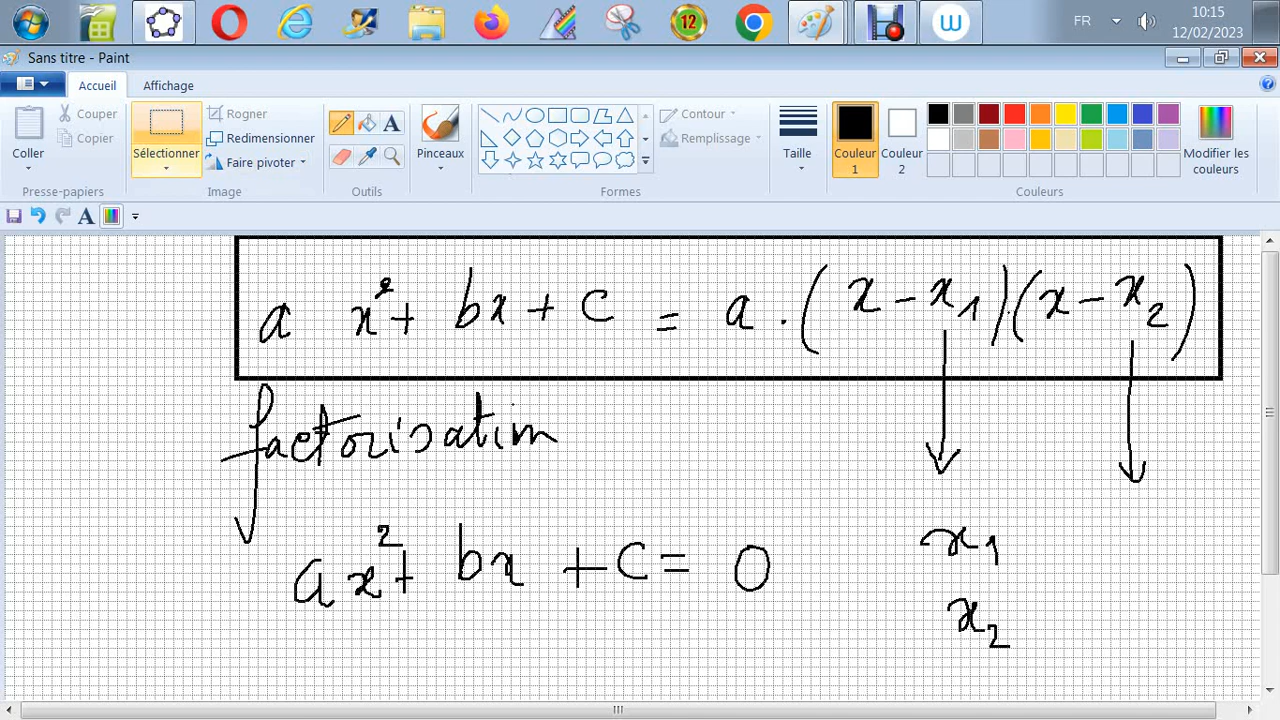 12
FR
10:15
12/02/2023
Sans titre - Paint
Accueil
Affichage
Coller
Couper
Copier
Presse-papiers
Sélectionner
Rogner
Redimensionner
Faire pivoter
Image
A
Outils
Pinceaux
Contour
Remplissage
Formes
Taille
Couleur 1
Couleur 2
Modifier les couleurs
Couleurs
a x² + bx + c = a . (x - x₁).(x - x₂)
factorisation
ax² + bx + c = 0
x₁
x₂